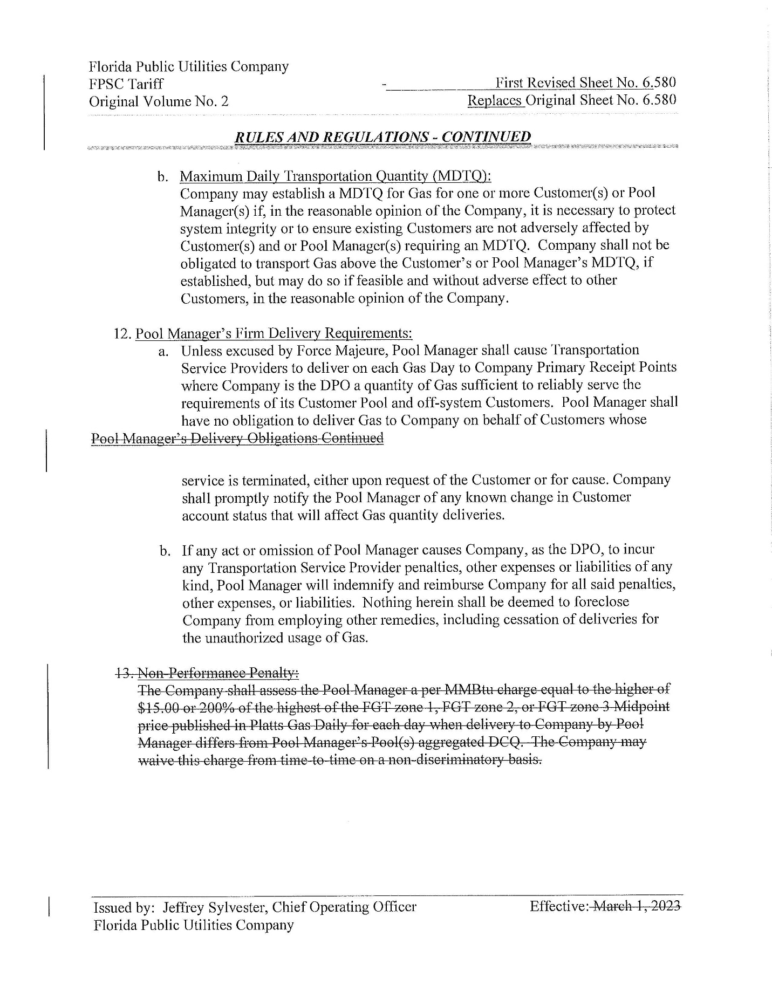 Florida Public Utilities Company
FPSC Tariff - First Revised Sheet No. 6.580
Original Volume No. 2 Replaces Original Sheet No. 6.580
RULES AND REGULATIONS - CONTINUED
b. Maximum Daily Transportation Quantity (MDTQ):
Company may establish a MDTQ for Gas for one or more Customer(s) or Pool
Manager(s) if, in the reasonable opinion of the Company, it is necessary to protect
system integrity or to ensure existing Customers are not adversely affected by
Customer(s) and or Pool Manager(s) requiring an MDTQ. Company shall not be
obligated to transport Gas above the Customer's or Pool Manager's MDTQ, if
established, but may do so if feasible and without adverse effect to other
Customers, in the reasonable opinion of the Company.
12. Pool Manager's Firm Delivery Requirements:
a. Unless excused by Force Majeure, Pool Manager shall cause Transportation
Service Providers to deliver on each Gas Day to Company Primary Receipt Points
where Company is the DPO a quantity of Gas sufficient to reliably serve the
requirements of its Customer Pool and off-system Customers. Pool Manager shall
have no obligation to deliver Gas to Company on behalf of Customers whose
Pool Manager's Delivery Obligations Continued
service is terminated, either upon request of the Customer or for cause. Company
shall promptly notify the Pool Manager of any known change in Customer
account status that will affect Gas quantity deliveries.
b. If any act or omission of Pool Manager causes Company, as the DPO, to incur
any Transportation Service Provider penalties, other expenses or liabilities of any
kind, Pool Manager will indemnify and reimburse Company for all said penalties,
other expenses, or liabilities. Nothing herein shall be deemed to foreclose
Company from employing other remedies, including cessation of deliveries for
the unauthorized usage of Gas.
13. Non-Performance Penalty:
The Company shall assess the Pool Manager a per MMBtu charge equal to the higher of
$15.00 or 200% of the highest of the FGT zone 1, FGT zone 2, or FGT zone 3 Midpoint
price published in Platts Gas Daily for each day when delivery to Company by Pool
Manager differs from Pool Manager's Pool(s) aggregated DCQ. The Company may
waive this charge from time-to-time on a non-discriminatory basis.
Issued by: Jeffrey Sylvester, Chief Operating Officer Effective: March 1, 2023
Florida Public Utilities Company